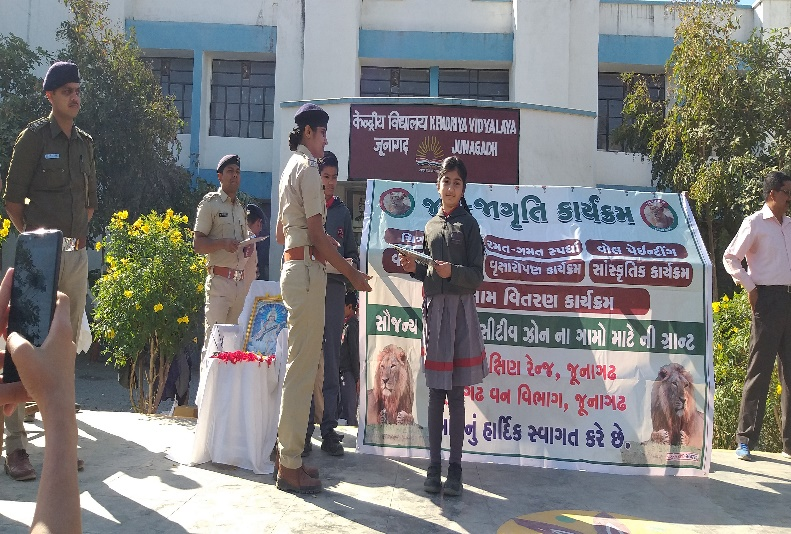 केन्द्रीय विद्यालय KENDRIYA VIDYALAYA
जूनागढ़ JUNAGADH
જાગૃતિ કાર્યક્રમ
રમત-ગમત સ્પર્ધા વોલ પેઇન્ટીંગ
વૃક્ષારોપણ કાર્યક્રમ સાંસ્કૃતિક કાર્યક્રમ
વિતરણ કાર્યક્રમ
સૌજન્ય ઝોન ના ગામો માટે ની ગ્રાન્ટ
રેન્જ, જૂનાગઢ
વન વિભાગ, જૂનાગઢ
હાર્દિક સ્વાગત કરે છે.